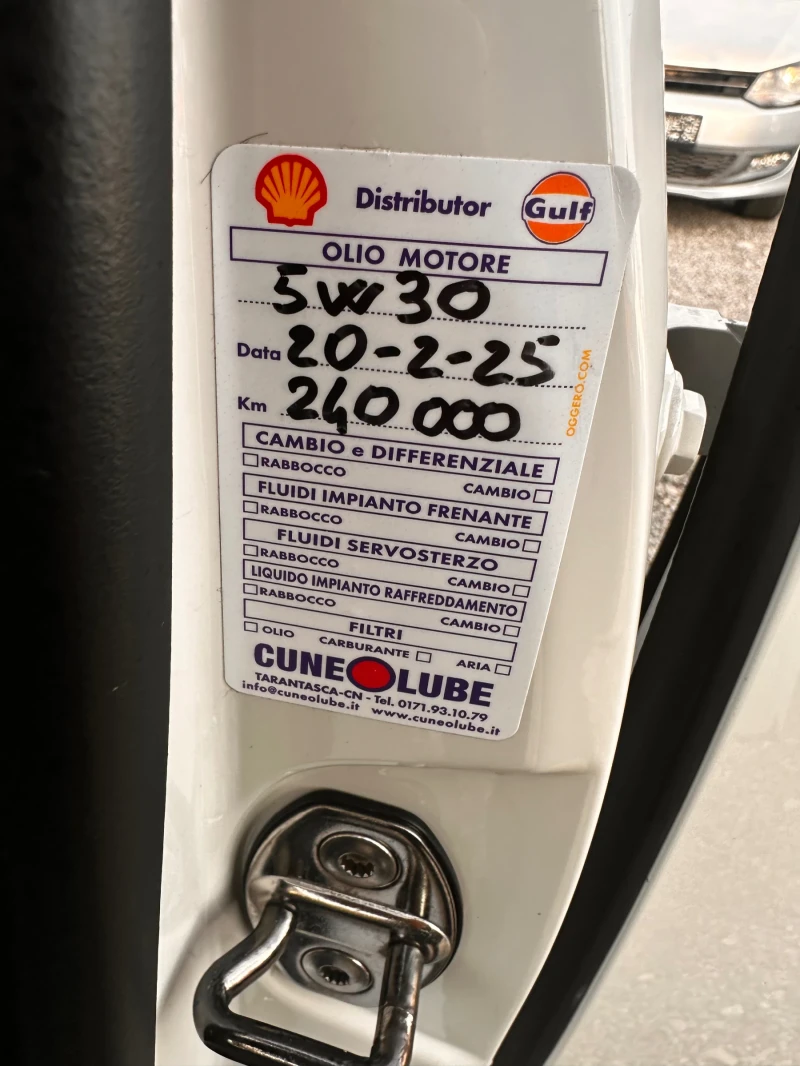 Distributor Gulf
OLIO MOTORE
5W30
Data 20-2-25
Km 240 000
OGGERO.COM
CAMBIO e DIFFERENZIALE
RABBOCCO CAMBIO
FLUIDI IMPIANTO FRENANTE
RABBOCCO CAMBIO
FLUIDI SERVOSTERZO
RABBOCCO CAMBIO
LIQUIDO IMPIANTO RAFFREDDAMENTO
RABBOCCO CAMBIO
FILTRI
OLIO CARBURANTE ARIA
CUNEOLUBE
TARANTASCA-CN - Tel. 0171.93.10.79
info@cuneolube.it www.cuneolube.it